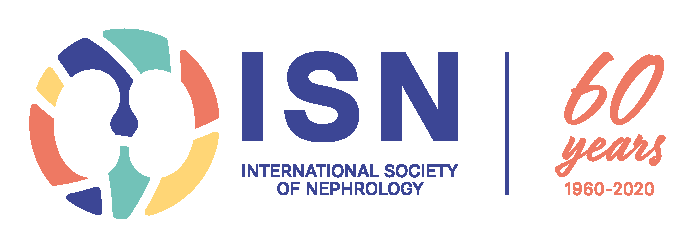 ISN
INTERNATIONAL SOCIETY
OF NEPHROLOGY
60
years
1960-2020